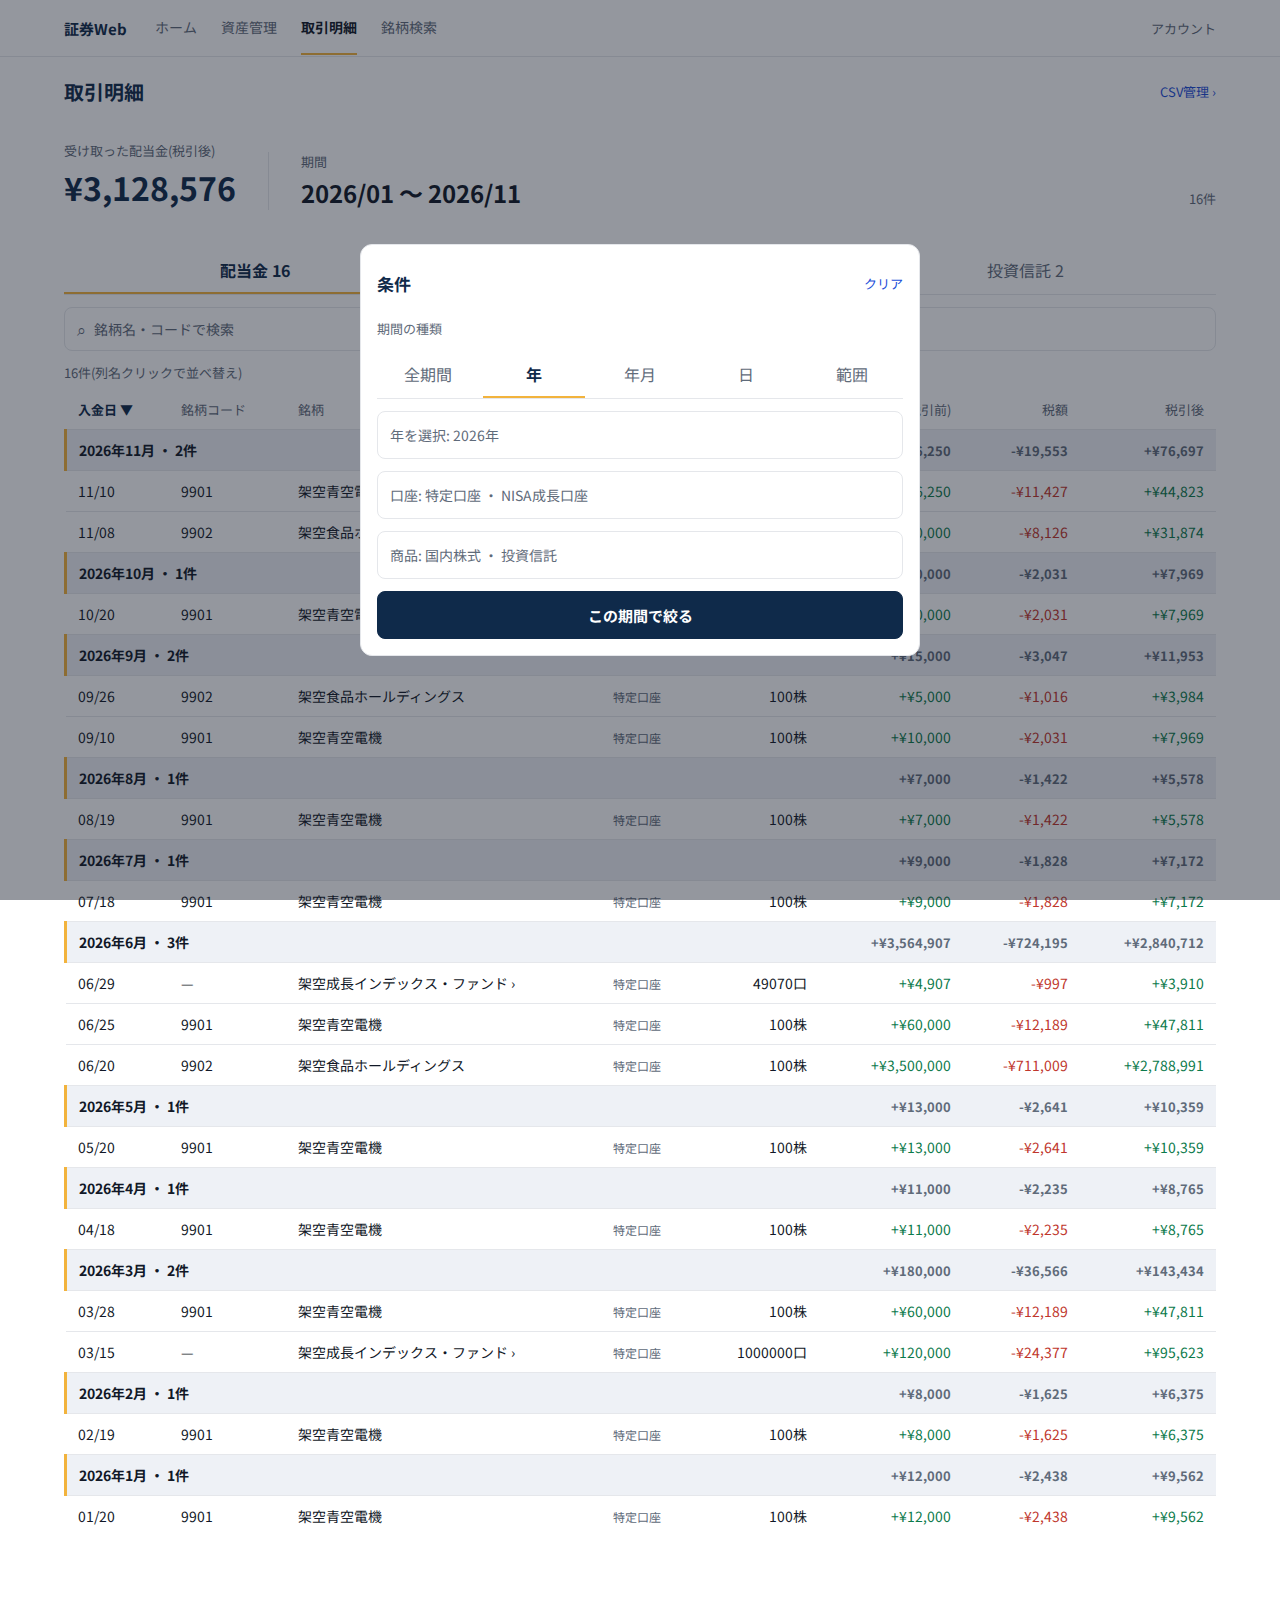 証券Web ホーム 資産管理 取引明細 銘柄検索 アカウント
取引明細 CSV管理 ›
受け取った配当金(税引後)
¥3,128,576
期間
2026/01 〜 2026/11
16件
配当金 16 投資信託 2
銘柄名・コードで検索
16件(列名クリックで並べ替え)
入金日 ▼ 銘柄コード 銘柄 引前) 税額 税引後
条件 クリア
期間の種類
全期間 年 年月 日 範囲
年を選択: 2026年
口座: 特定口座 ・ NISA成長口座
商品: 国内株式 ・ 投資信託
この期間で絞る
2026年11月 ・ 2件 ,250 -¥19,553 +¥76,697
11/10 9901 架空青空 ,250 -¥11,427 +¥44,823
11/08 9902 架空食品 ,000 -¥8,126 +¥31,874
2026年10月 ・ 1件 ,000 -¥2,031 +¥7,969
10/20 9901 架空青空 ,000 -¥2,031 +¥7,969
2026年9月 ・ 2件 +¥15,000 -¥3,047 +¥11,953
09/26 9902 架空食品ホールディングス 特定口座 100株 +¥5,000 -¥1,016 +¥3,984
09/10 9901 架空青空電機 特定口座 100株 +¥10,000 -¥2,031 +¥7,969
2026年8月 ・ 1件 +¥7,000 -¥1,422 +¥5,578
08/19 9901 架空青空電機 特定口座 100株 +¥7,000 -¥1,422 +¥5,578
2026年7月 ・ 1件 +¥9,000 -¥1,828 +¥7,172
07/18 9901 架空青空電機 特定口座 100株 +¥9,000 -¥1,828 +¥7,172
2026年6月 ・ 3件 +¥3,564,907 -¥724,195 +¥2,840,712
06/29 — 架空成長インデックス・ファンド › 特定口座 49070口 +¥4,907 -¥997 +¥3,910
06/25 9901 架空青空電機 特定口座 100株 +¥60,000 -¥12,189 +¥47,811
06/20 9902 架空食品ホールディングス 特定口座 100株 +¥3,500,000 -¥711,009 +¥2,788,991
2026年5月 ・ 1件 +¥13,000 -¥2,641 +¥10,359
05/20 9901 架空青空電機 特定口座 100株 +¥13,000 -¥2,641 +¥10,359
2026年4月 ・ 1件 +¥11,000 -¥2,235 +¥8,765
04/18 9901 架空青空電機 特定口座 100株 +¥11,000 -¥2,235 +¥8,765
2026年3月 ・ 2件 +¥180,000 -¥36,566 +¥143,434
03/28 9901 架空青空電機 特定口座 100株 +¥60,000 -¥12,189 +¥47,811
03/15 — 架空成長インデックス・ファンド › 特定口座 1000000口 +¥120,000 -¥24,377 +¥95,623
2026年2月 ・ 1件 +¥8,000 -¥1,625 +¥6,375
02/19 9901 架空青空電機 特定口座 100株 +¥8,000 -¥1,625 +¥6,375
2026年1月 ・ 1件 +¥12,000 -¥2,438 +¥9,562
01/20 9901 架空青空電機 特定口座 100株 +¥12,000 -¥2,438 +¥9,562